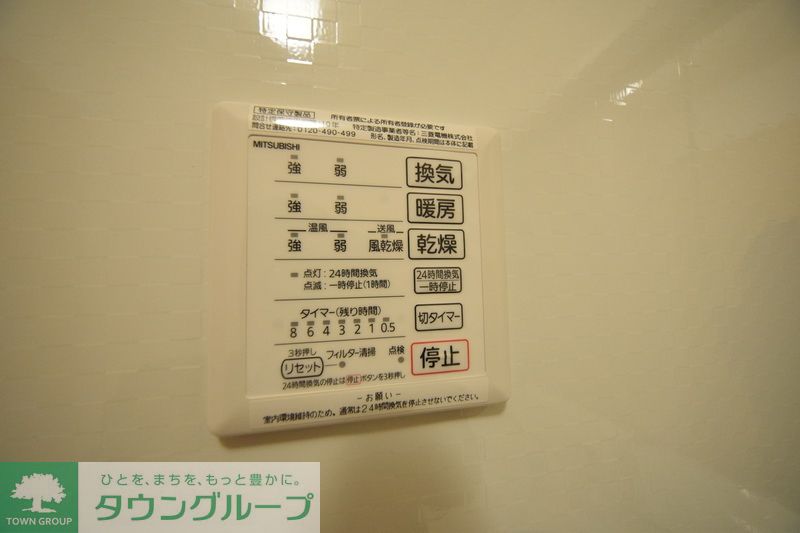 特定保守製品
所有者票による所有者登録が必要です
特定製造事業者等名：三菱電機株式会社
問合せ連絡先：0120-490-499
形名、製造年月、点検期間は本体に記載
MITSUBISHI
強 弱 換気
強 弱 暖房
温風 送風
強 弱 風乾燥 乾燥
点灯：24時間換気
点滅：一時停止(1時間)
24時間換気
一時停止
タイマー(残り時間)
8 6 4 3 2 1 0.5
切タイマー
3秒押し
リセット フィルター清掃 点検 停止
24時間換気の停止は停止ボタンを3秒押し
－お願い－
室内環境維持のため、通常は24時間換気を停止させないでください。
ひとを、まちを、もっと豊かに。
タウングループ
TOWN GROUP